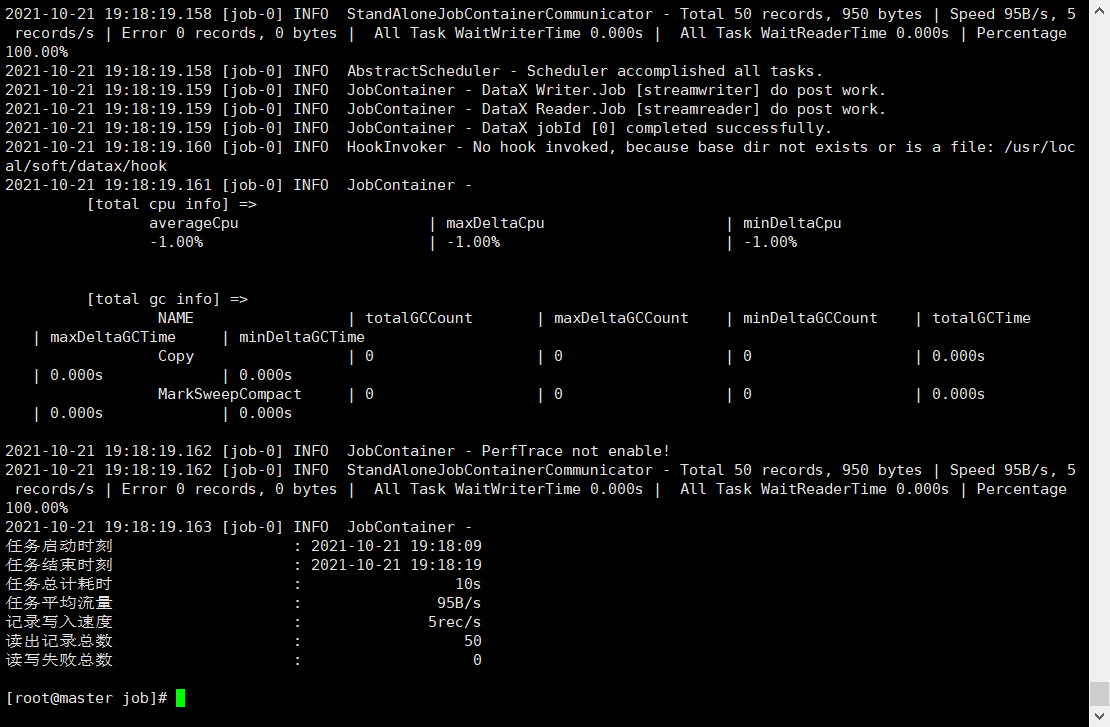 2021-10-21 19:18:19.158 [job-0] INFO  StandAloneJobContainerCommunicator - Total 50 records, 950 bytes | Speed 95B/s, 5
 records/s | Error 0 records, 0 bytes |  All Task WaitWriterTime 0.000s |  All Task WaitReaderTime 0.000s | Percentage
100.00%
2021-10-21 19:18:19.158 [job-0] INFO  AbstractScheduler - Scheduler accomplished all tasks.
2021-10-21 19:18:19.159 [job-0] INFO  JobContainer - DataX Writer.Job [streamwriter] do post work.
2021-10-21 19:18:19.159 [job-0] INFO  JobContainer - DataX Reader.Job [streamreader] do post work.
2021-10-21 19:18:19.159 [job-0] INFO  JobContainer - DataX jobId [0] completed successfully.
2021-10-21 19:18:19.160 [job-0] INFO  HookInvoker - No hook invoked, because base dir not exists or is a file: /usr/loc
al/soft/datax/hook
2021-10-21 19:18:19.161 [job-0] INFO  JobContainer -
[total cpu info] =>
averageCpu | maxDeltaCpu | minDeltaCpu
-1.00% | -1.00% | -1.00%
[total gc info] =>
NAME | totalGCCount | maxDeltaGCCount | minDeltaGCCount | totalGCTime
| maxDeltaGCTime | minDeltaGCTime
Copy | 0 | 0 | 0 | 0.000s
| 0.000s | 0.000s
MarkSweepCompact | 0 | 0 | 0 | 0.000s
| 0.000s | 0.000s
2021-10-21 19:18:19.162 [job-0] INFO  JobContainer - PerfTrace not enable!
2021-10-21 19:18:19.162 [job-0] INFO  StandAloneJobContainerCommunicator - Total 50 records, 950 bytes | Speed 95B/s, 5
 records/s | Error 0 records, 0 bytes |  All Task WaitWriterTime 0.000s |  All Task WaitReaderTime 0.000s | Percentage
100.00%
2021-10-21 19:18:19.163 [job-0] INFO  JobContainer -
任务启动时刻 : 2021-10-21 19:18:09
任务结束时刻 : 2021-10-21 19:18:19
任务总计耗时 : 10s
任务平均流量 : 95B/s
记录写入速度 : 5rec/s
读出记录总数 : 50
读写失败总数 : 0
[root@master job]#